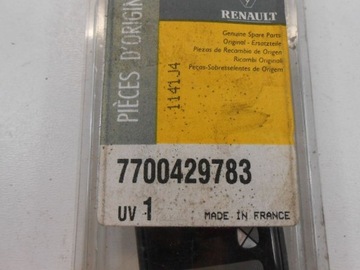 PIÈCES D'ORIGIN
RENAULT
Genuine Spare Parts
Original - Ersatzteile
Piezas de Recambio de Origen
Ricambi Originali
Peças-Sobresselentes de Origem
1141J4
7700429783
UV 1
MADE IN FRANCE